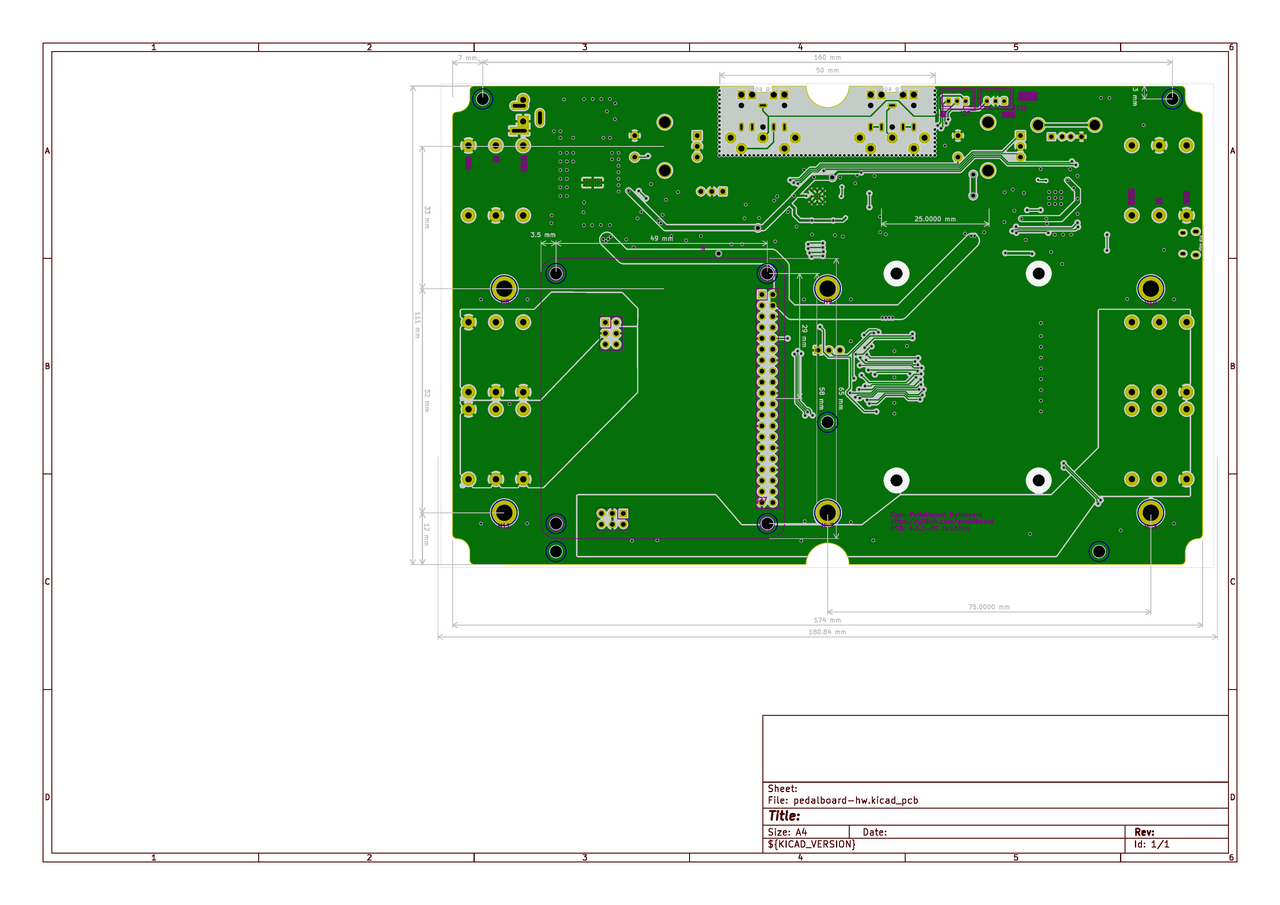 1 2 3 4 5 6
7 mm
160 mm
50 mm
3 mm
A A
33 mm
25.0000 mm
3.5 mm
49 mm
111 mm
29 mm
B B
52 mm
58 mm
65 mm
12 mm
C C
75.0000 mm
174 mm
180.84 mm
D D
Sheet:
File: pedalboard-hw.kicad_pcb
Title:
Size: A4 Date: Rev:
${KICAD_VERSION} Id: 1/1
1 2 3 4 5 6